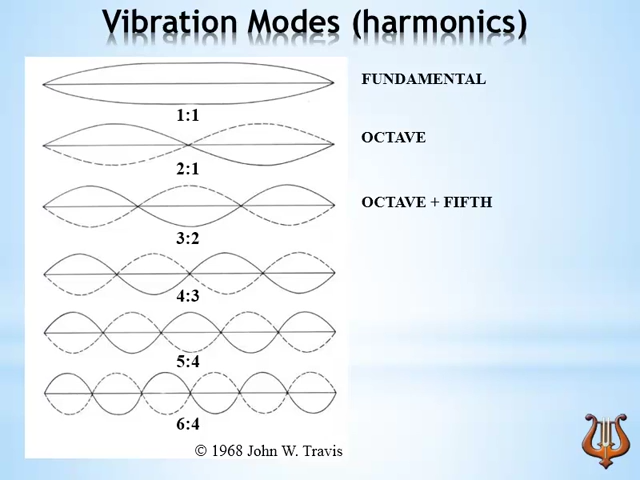 Vibration Modes (harmonics)
FUNDAMENTAL
1:1
OCTAVE
2:1
OCTAVE + FIFTH
3:2
4:3
5:4
6:4
© 1968 John W. Travis